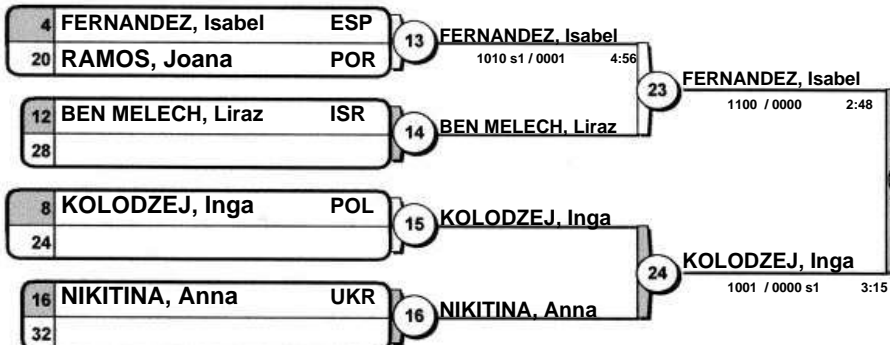 4 FERNANDEZ, Isabel ESP
20 RAMOS, Joana POR
13 FERNANDEZ, Isabel
1010 s1 / 0001 4:56
12 BEN MELECH, Liraz ISR
28
14 BEN MELECH, Liraz
23 FERNANDEZ, Isabel
1100 / 0000 2:48
8 KOLODZEJ, Inga POL
24
15 KOLODZEJ, Inga
16 NIKITINA, Anna UKR
32
16 NIKITINA, Anna
24 KOLODZEJ, Inga
1001 / 0000 s1 3:15